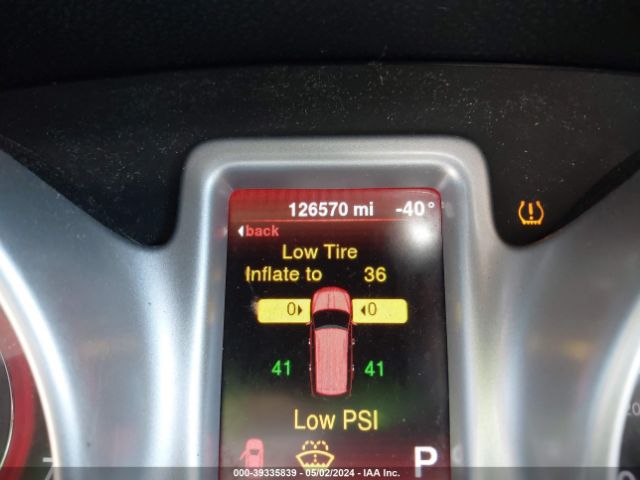 126570 mi -40°
back
Low Tire
Inflate to 36
0 0
41 41
Low PSI
P
7
000-39335839 - 05/02/2024 - IAA Inc.